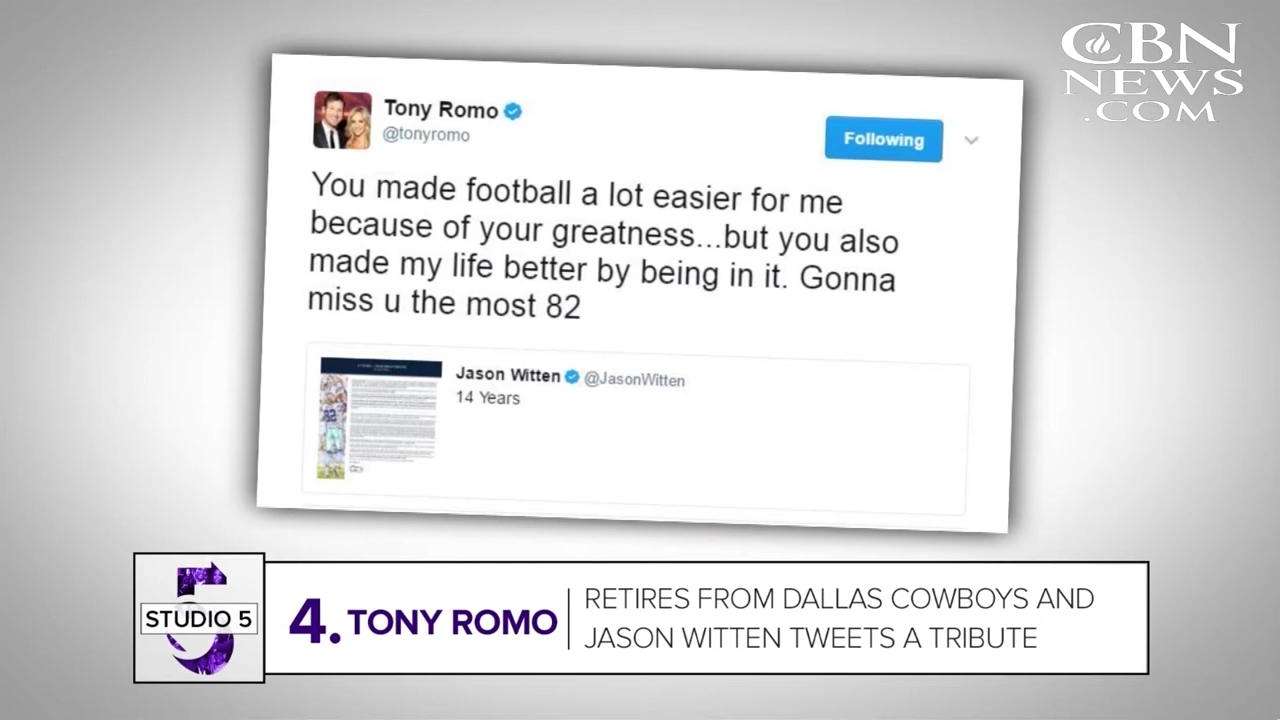 CBN
NEWS
.COM
Tony Romo
@tonyromo
Following
You made football a lot easier for me
because of your greatness...but you also
made my life better by being in it. Gonna
miss u the most 82
Jason Witten @JasonWitten
14 Years
82
5
STUDIO 5
4. TONY ROMO
RETIRES FROM DALLAS COWBOYS AND
JASON WITTEN TWEETS A TRIBUTE